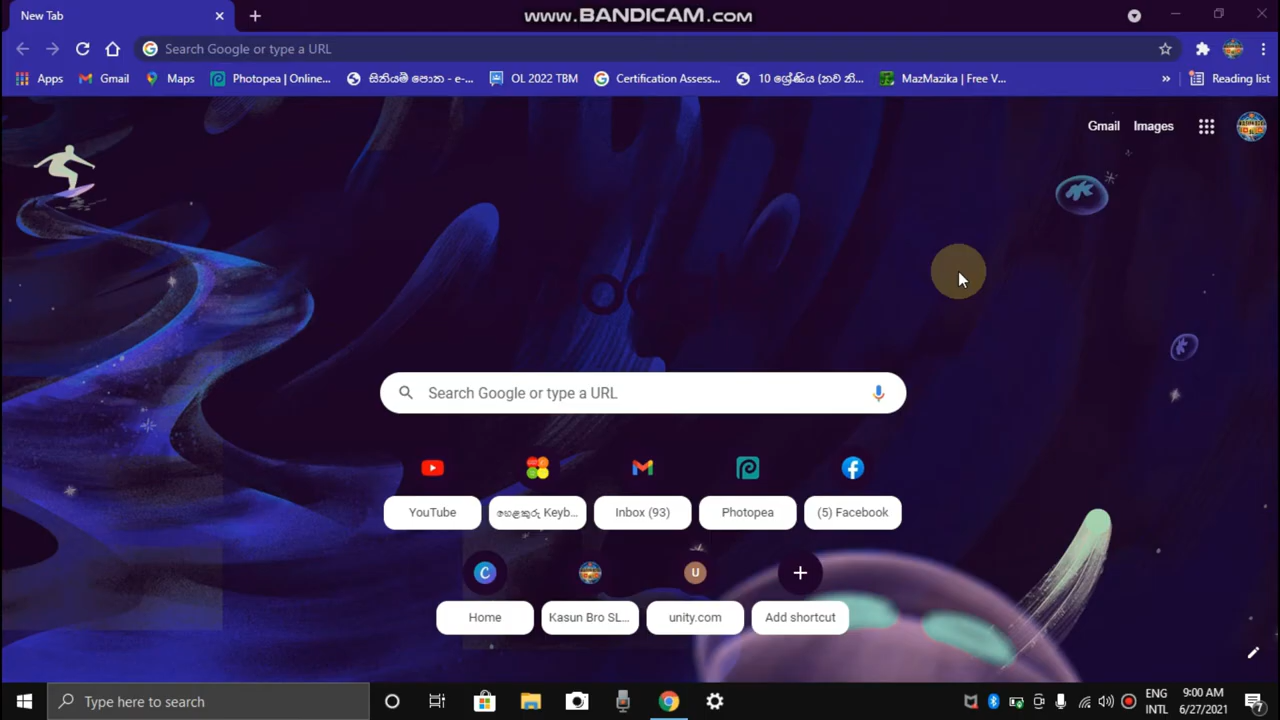 New Tab
www.BANDICAM.com
Search Google or type a URL
Apps Gmail Maps Photopea | Online... සිතියම් පොත - e-... OL 2022 TBM Certification Assess... 10 ශ්‍රේණිය (නව නි... MazMazika | Free V... » Reading list
Gmail Images
Search Google or type a URL
YouTube හෙළකුරු Keyb... Inbox (93) Photopea (5) Facebook
C U
Home Kasun Bro SL... unity.com Add shortcut
Type here to search
ENG 9:00 AM
INTL 6/27/2021
7